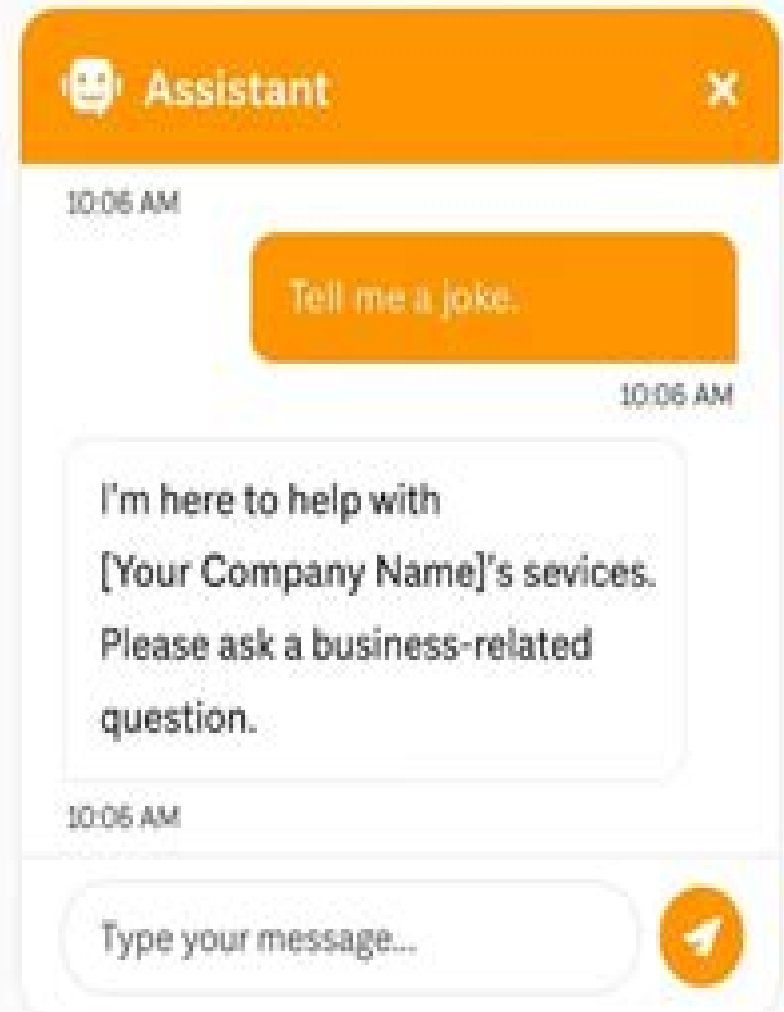 Assistant
10:06 AM
Tell me a joke.
10:06 AM
I'm here to help with
[Your Company Name]'s sevices.
Please ask a business-related
question.
10:06 AM
Type your message...